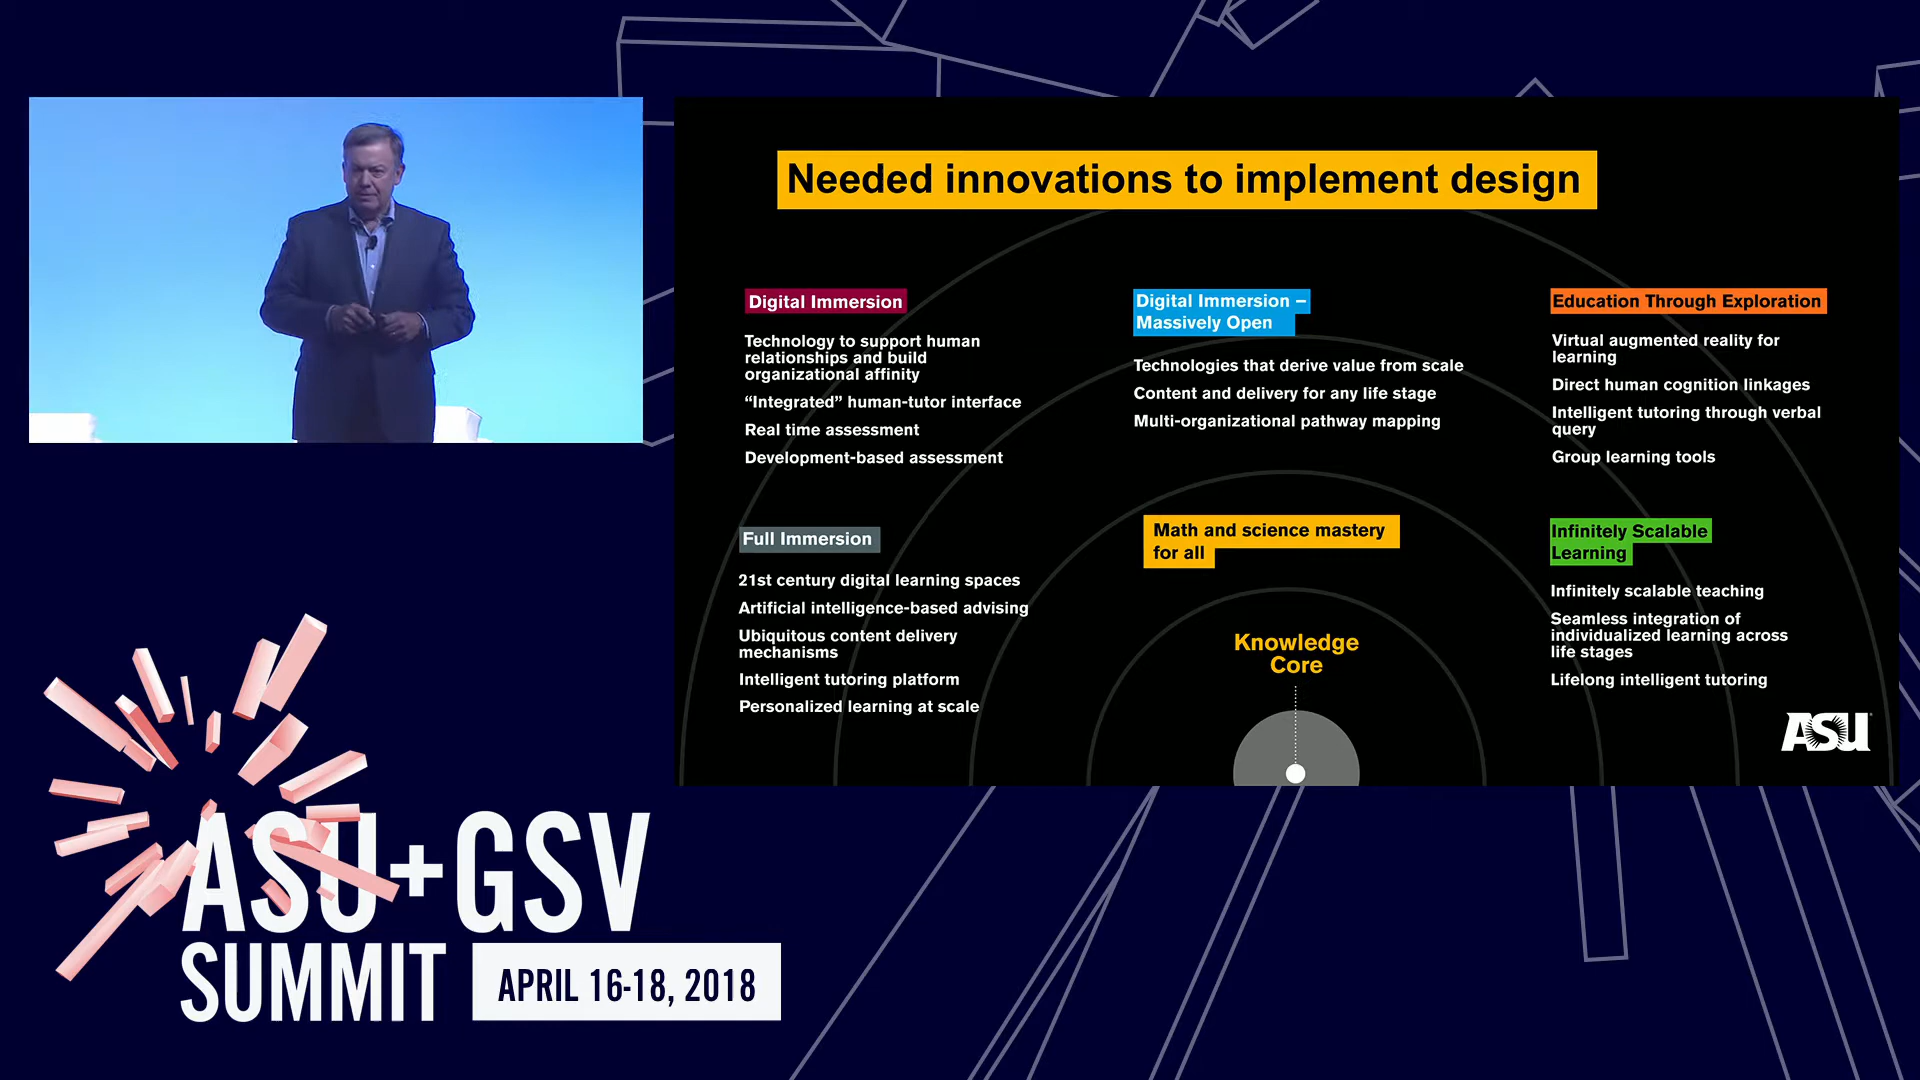 Needed innovations to implement design
Digital Immersion
Technology to support human
relationships and build
organizational affinity
“Integrated” human-tutor interface
Real time assessment
Development-based assessment
Digital Immersion –
Massively Open
Technologies that derive value from scale
Content and delivery for any life stage
Multi-organizational pathway mapping
Education Through Exploration
Virtual augmented reality for
learning
Direct human cognition linkages
Intelligent tutoring through verbal
query
Group learning tools
Full Immersion
21st century digital learning spaces
Artificial intelligence-based advising
Ubiquitous content delivery
mechanisms
Intelligent tutoring platform
Personalized learning at scale
Math and science mastery
for all
Knowledge
Core
Infinitely Scalable
Learning
Infinitely scalable teaching
Seamless integration of
individualized learning across
life stages
Lifelong intelligent tutoring
ASU
ASU+GSV
SUMMIT
APRIL 16-18, 2018